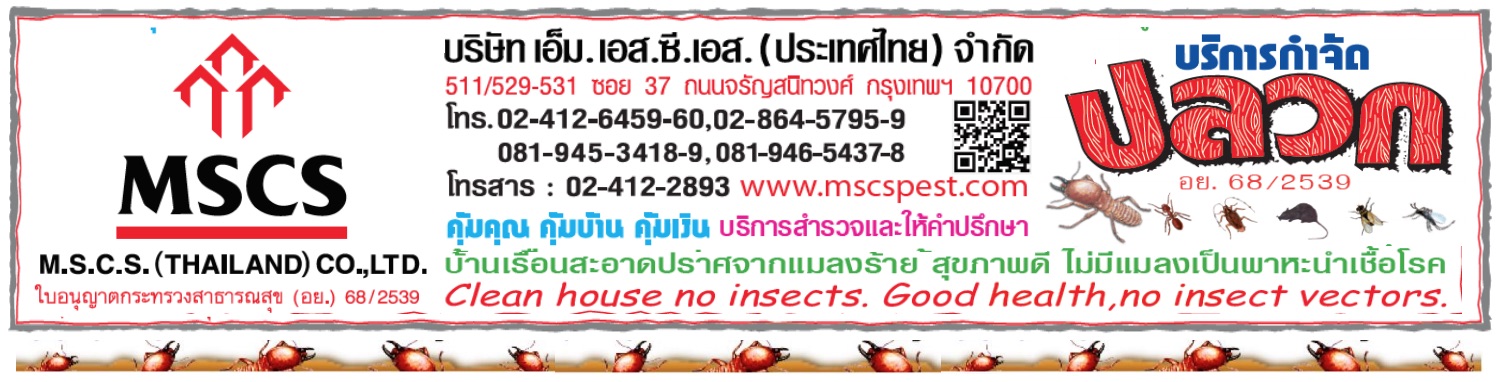 MSCS
M.S.C.S.(THAILAND)CO.,LTD.
ใบอนุญาตกระทรวงสาธารณสุข (อย.) 68/2539
บริษัท เอ็ม.เอส.ซี.เอส.(ประเทศไทย) จำกัด
511/529-531 ซอย 37 ถนนจรัญสนิทวงศ์ กรุงเทพฯ 10700
โทร.02-412-6459-60,02-864-5795-9
081-945-3418-9,081-946-5437-8
โทรสาร : 02-412-2893 www.mscspest.com
คุ้มคุณ คุ้มบ้าน คุ้มเงิน บริการสำรวจและให้คำปรึกษา
บริการกำจัด
ปลวก
อย. 68/2539
บ้านเรือนสะอาดปราศจากแมลงร้าย สุขภาพดี ไม่มีแมลงเป็นพาหะนำเชื้อโรค
Clean house no insects. Good health,no insect vectors.